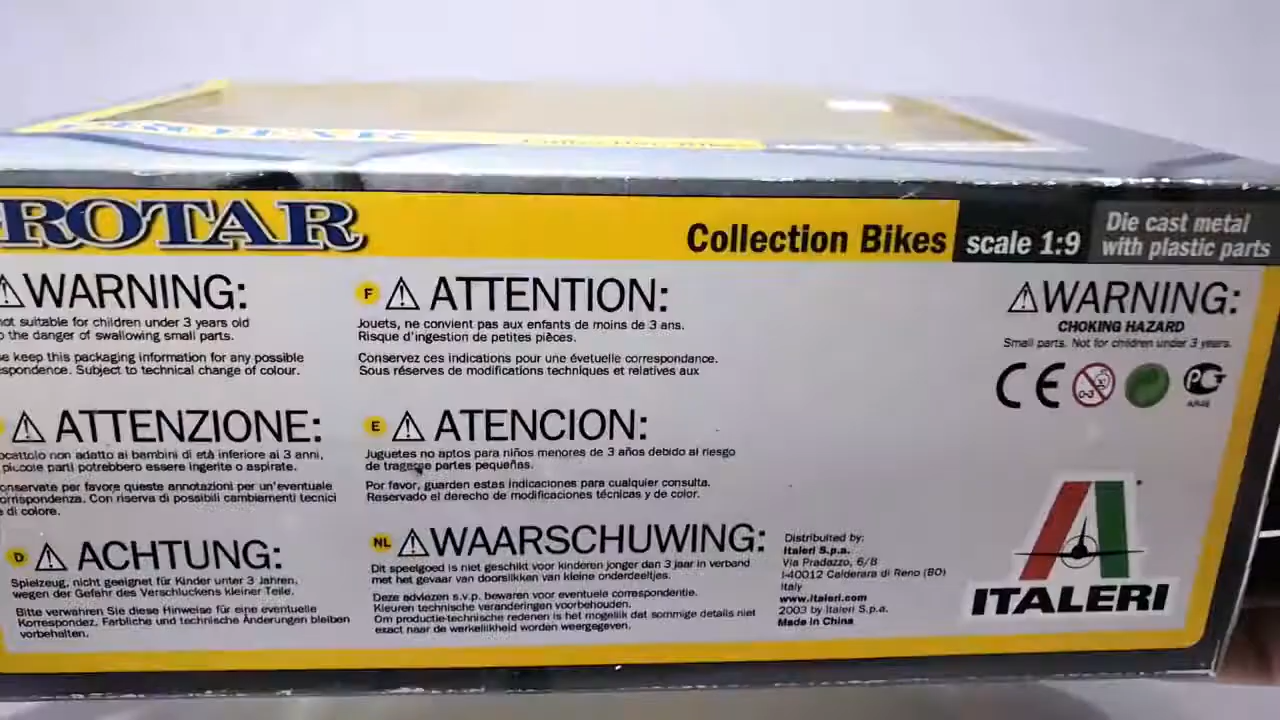 ROTAR
Collection Bikes
scale 1:9
Die cast metal
with plastic parts
WARNING:
not suitable for children under 3 years old
the danger of swallowing small parts.
keep this packaging information for any possible
Subject to technical change of colour.
F ATTENTION:
Jouets, ne convient pas aux enfants de moins de 3 ans.
Risque d'ingestion de petites pièces.
Conservez ces indications pour une évetuelle correspondance.
Sous réserves de modifications techniques et relatives aux
WARNING:
CHOKING HAZARD
Small parts. Not for children under 3 years.
CE
0-3
PC
ATTENZIONE:
non adatto ai bambini di età inferiore ai 3 anni,
piccole parti potrebbero essere ingerite o aspirate.
per favore queste annotazioni per un'eventuale
Con riserva di possibili cambiamenti tecnici
di colore.
E ATENCION:
Juguetes no aptos para niños menores de 3 años debido al riesgo
de partes pequeñas.
Por favor, guarden estas indicaciones para cualquier consulta.
Reservado el derecho de modificaciones técnicas y de color.
D ACHTUNG:
Spielzeug, nicht geeignet für Kinder unter 3 Jahren,
wegen der Gefahr des Verschluckens kleiner Teile.
Bitte verwahren Sie diese Hinweise für eine eventuelle
Korrespondez. Farbliche und technische Änderungen bleiben
vorbehalten.
NL WAARSCHUWING:
Dit speelgoed is niet geschikt voor kinderen jonger dan 3 jaar in verband
met het gevaar van doorslikken van kleine onderdeeltjes.
Deze adviezen s.v.p. bewaren voor eventuele correspondentie.
Kleuren technische veranderingen voorbehouden.
Om productie-technische redenen is het mogelijk dat sommige details niet
exact naar de werkelijkheid worden weergegeven.
Distributed by:
Italeri S.p.a.
Via Pradazzo, 6/B
I-40012 Calderara di Reno (BO)
Italy
www.italeri.com
2003 by Italeri S.p.a.
Made in China
ITALERI